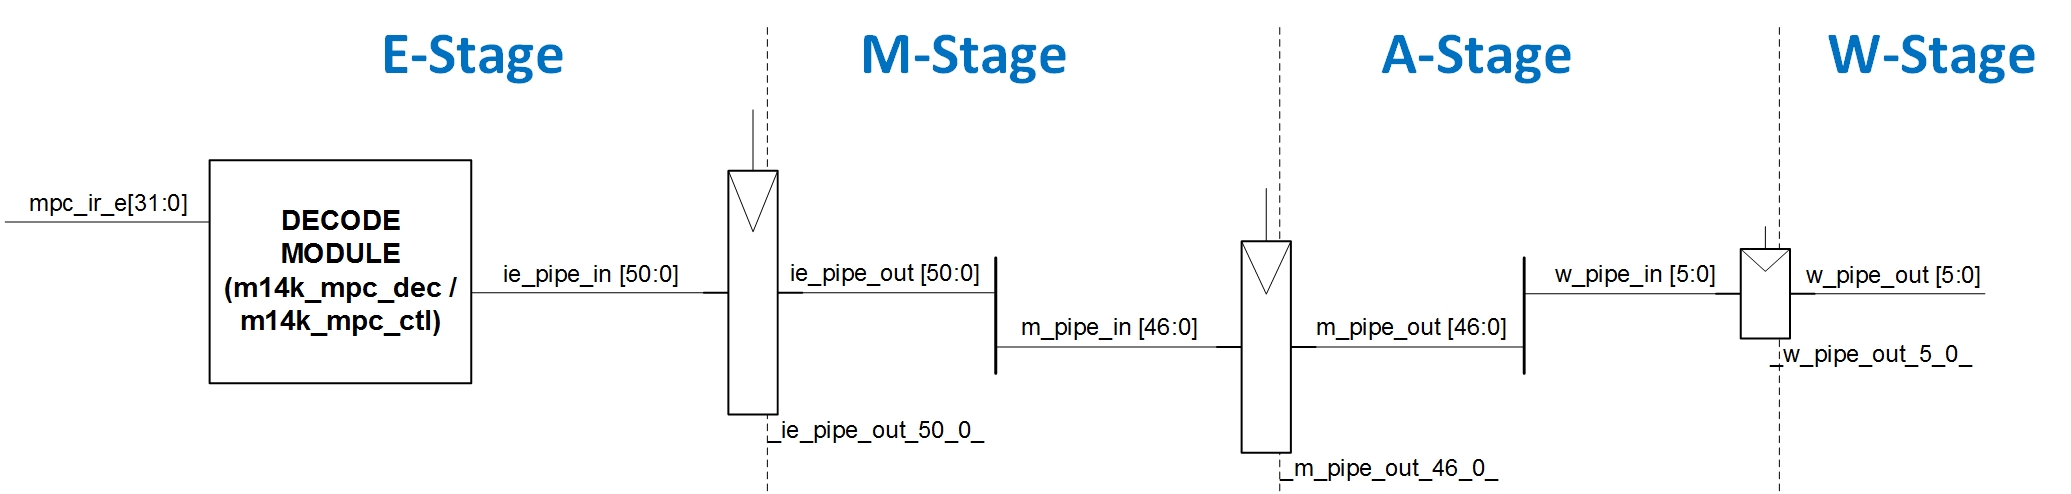 E-Stage
M-Stage
A-Stage
W-Stage
mpc_ir_e[31:0]
DECODE
MODULE
(m14k_mpc_dec /
m14k_mpc_ctl)
ie_pipe_in [50:0]
ie_pipe_out [50:0]
_ie_pipe_out_50_0_
m_pipe_in [46:0]
m_pipe_out [46:0]
_m_pipe_out_46_0_
w_pipe_in [5:0]
w_pipe_out [5:0]
_w_pipe_out_5_0_